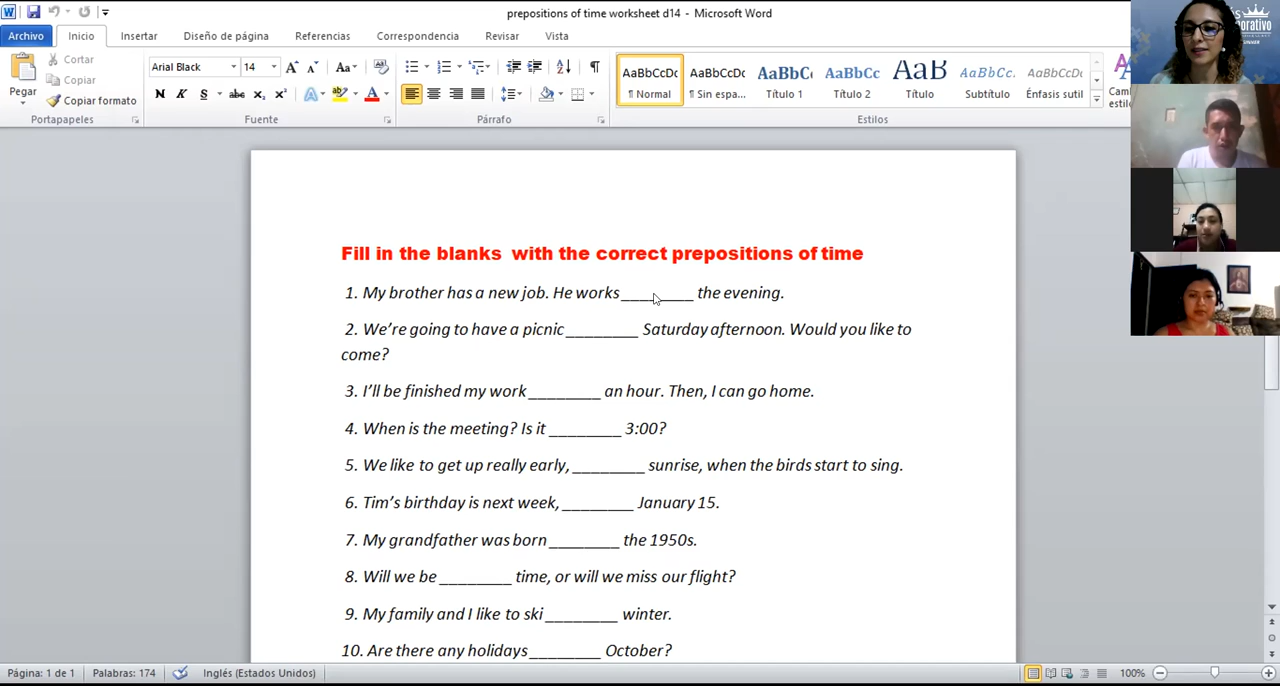 prepositions of time worksheet d14 - Microsoft Word
Archivo Inicio Insertar Diseño de página Referencias Correspondencia Revisar Vista
Cortar
Copiar
Copiar formato
Pegar
Portapapeles
Arial Black 14
Fuente
Párrafo
AaBbCcDc AaBbCcDc AaBbC AaBbCc AaB AaBbCc. AaBbCcDc
¶ Normal ¶ Sin espa... Título 1 Título 2 Título Subtítulo Énfasis sutil
Estilos
Fill in the blanks with the correct prepositions of time
1. My brother has a new job. He works ________ the evening.
2. We’re going to have a picnic ________ Saturday afternoon. Would you like to
come?
3. I’ll be finished my work ________ an hour. Then, I can go home.
4. When is the meeting? Is it ________ 3:00?
5. We like to get up really early, ________ sunrise, when the birds start to sing.
6. Tim’s birthday is next week, ________ January 15.
7. My grandfather was born ________ the 1950s.
8. Will we be ________ time, or will we miss our flight?
9. My family and I like to ski ________ winter.
10. Are there any holidays ________ October?
Página: 1 de 1 Palabras: 174 Inglés (Estados Unidos) 100%